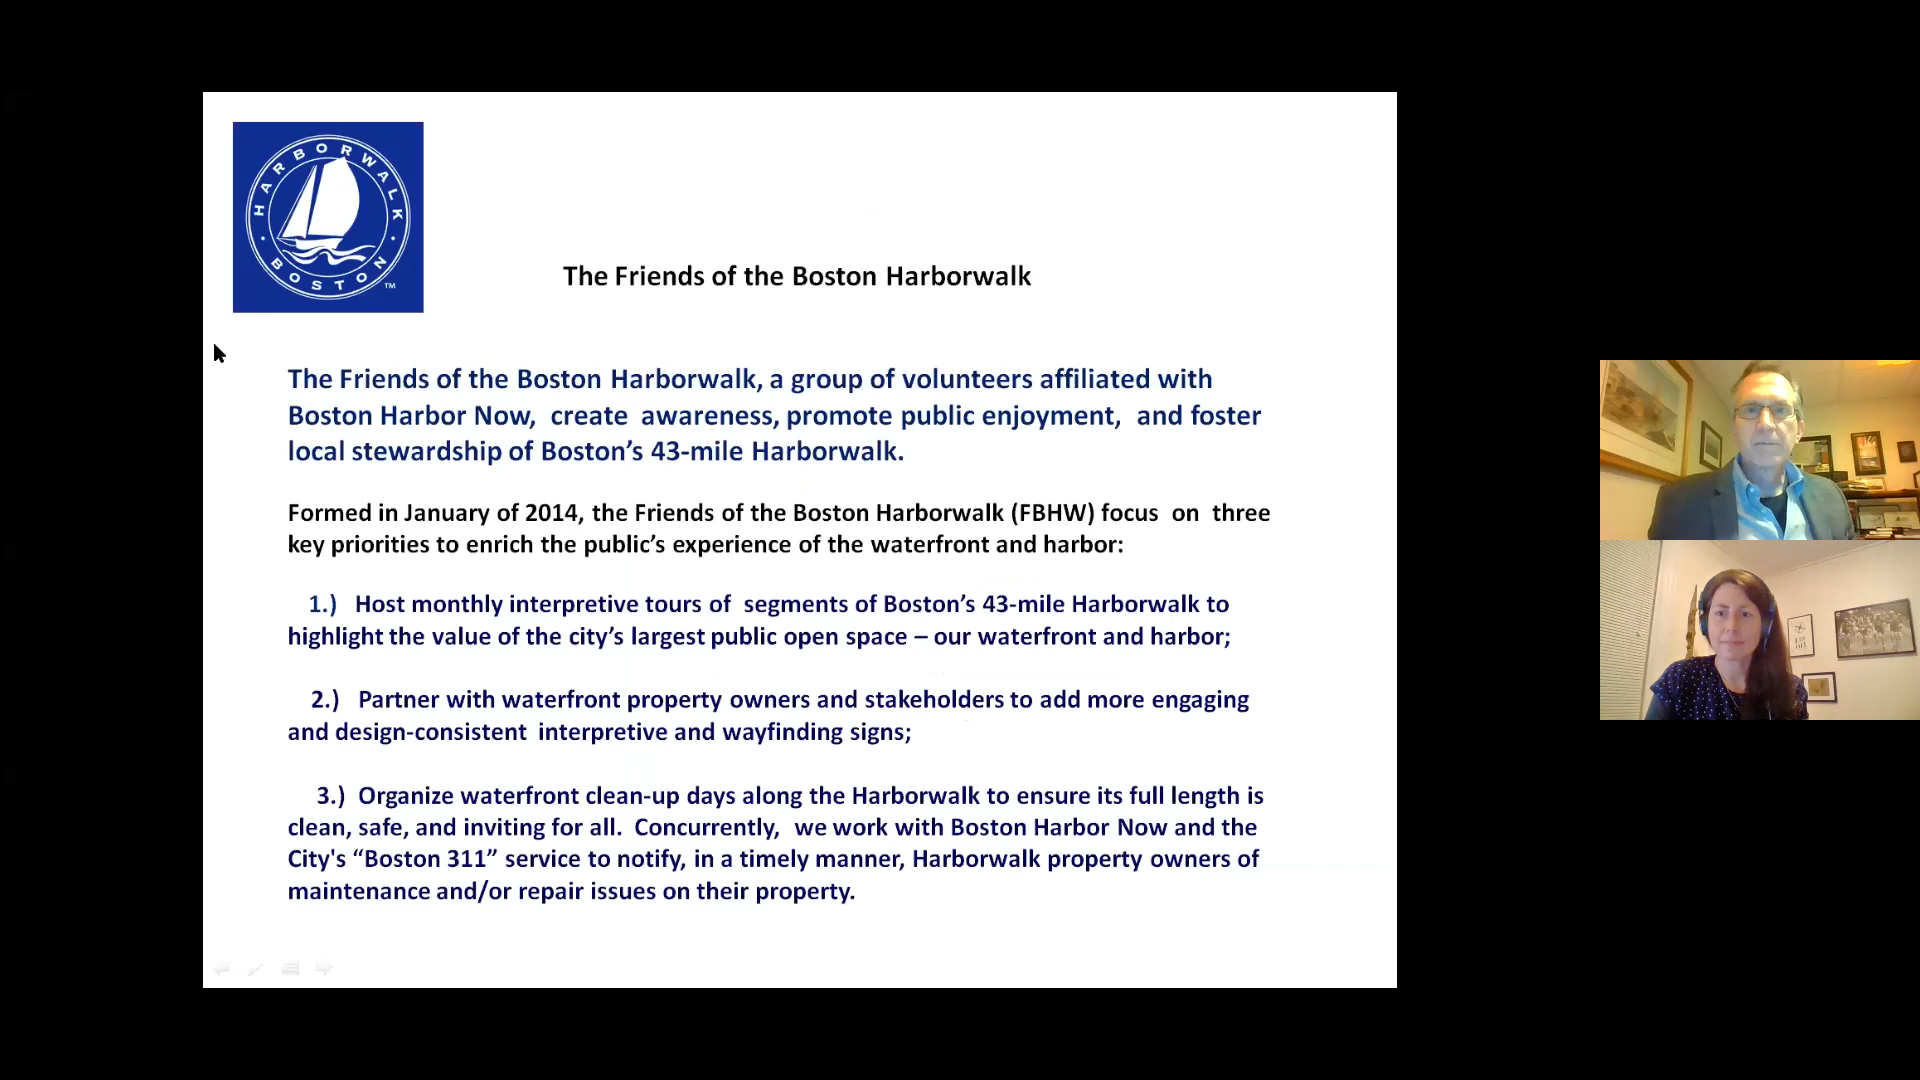 HARBORWALK
BOSTON
TM
The Friends of the Boston Harborwalk
The Friends of the Boston Harborwalk, a group of volunteers affiliated with
Boston Harbor Now, create awareness, promote public enjoyment, and foster
local stewardship of Boston’s 43-mile Harborwalk.
Formed in January of 2014, the Friends of the Boston Harborwalk (FBHW) focus on three
key priorities to enrich the public’s experience of the waterfront and harbor:
1.) Host monthly interpretive tours of segments of Boston’s 43-mile Harborwalk to
highlight the value of the city’s largest public open space – our waterfront and harbor;
2.) Partner with waterfront property owners and stakeholders to add more engaging
and design-consistent interpretive and wayfinding signs;
3.) Organize waterfront clean-up days along the Harborwalk to ensure its full length is
clean, safe, and inviting for all. Concurrently, we work with Boston Harbor Now and the
City's “Boston 311” service to notify, in a timely manner, Harborwalk property owners of
maintenance and/or repair issues on their property.